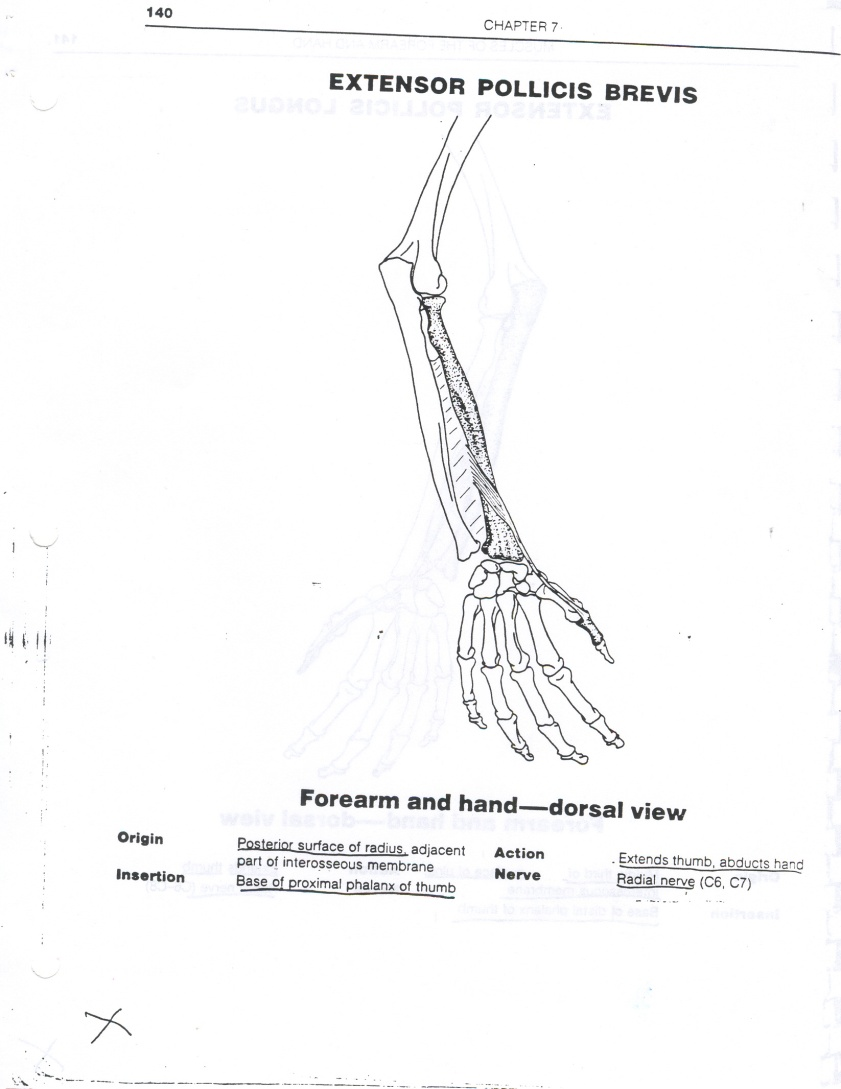 140
CHAPTER 7
EXTENSOR POLLICIS BREVIS
Forearm and hand—dorsal view
Origin Posterior surface of radius, adjacent
part of interosseous membrane
Insertion Base of proximal phalanx of thumb
Action Extends thumb, abducts hand
Nerve Radial nerve (C6, C7)